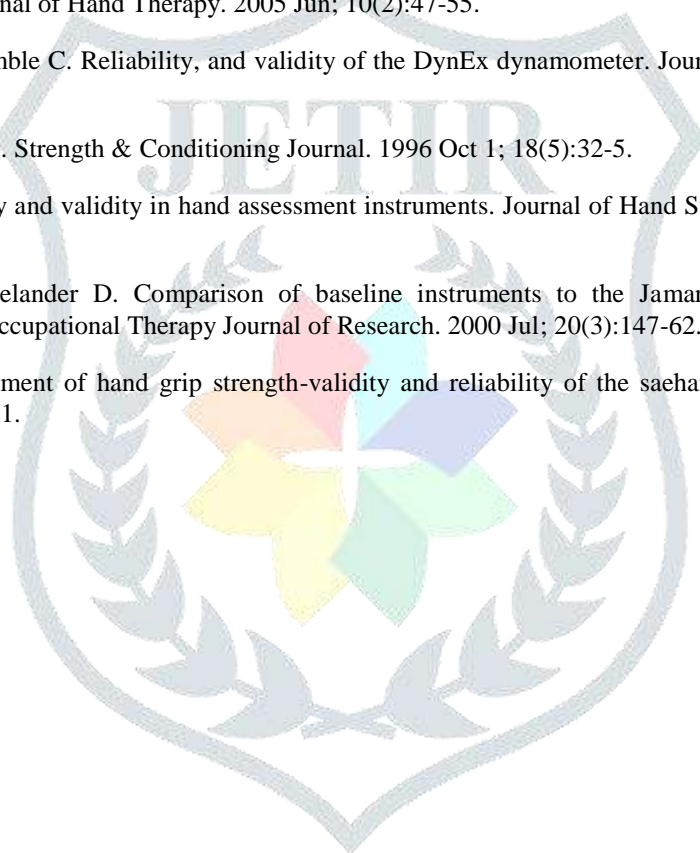 nal of Hand Therapy. 2005 Jun; 10(2):47-55.
mble C. Reliability, and validity of the DynEx dynamometer. Jour
. Strength & Conditioning Journal. 1996 Oct 1; 18(5):32-5.
y and validity in hand assessment instruments. Journal of Hand S
elander D. Comparison of baseline instruments to the Jamar
ccupational Therapy Journal of Research. 2000 Jul; 20(3):147-62.
ment of hand grip strength-validity and reliability of the saeha
1.
JETIR